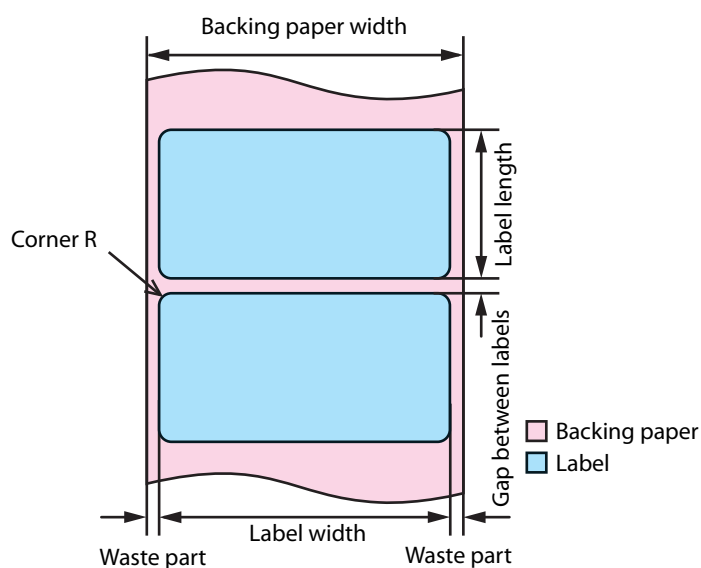 Backing paper width
Label length
Corner R
Gap between labels
Backing paper
Label
Label width
Waste part
Waste part